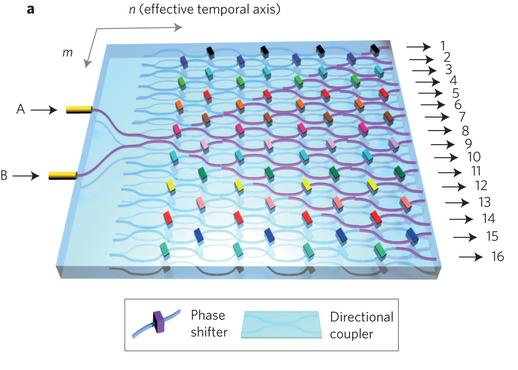 a
n (effective temporal axis)
m
A
B
1
2
3
4
5
6
7
8
9
10
11
12
13
14
15
16
Phase
shifter
Directional
coupler